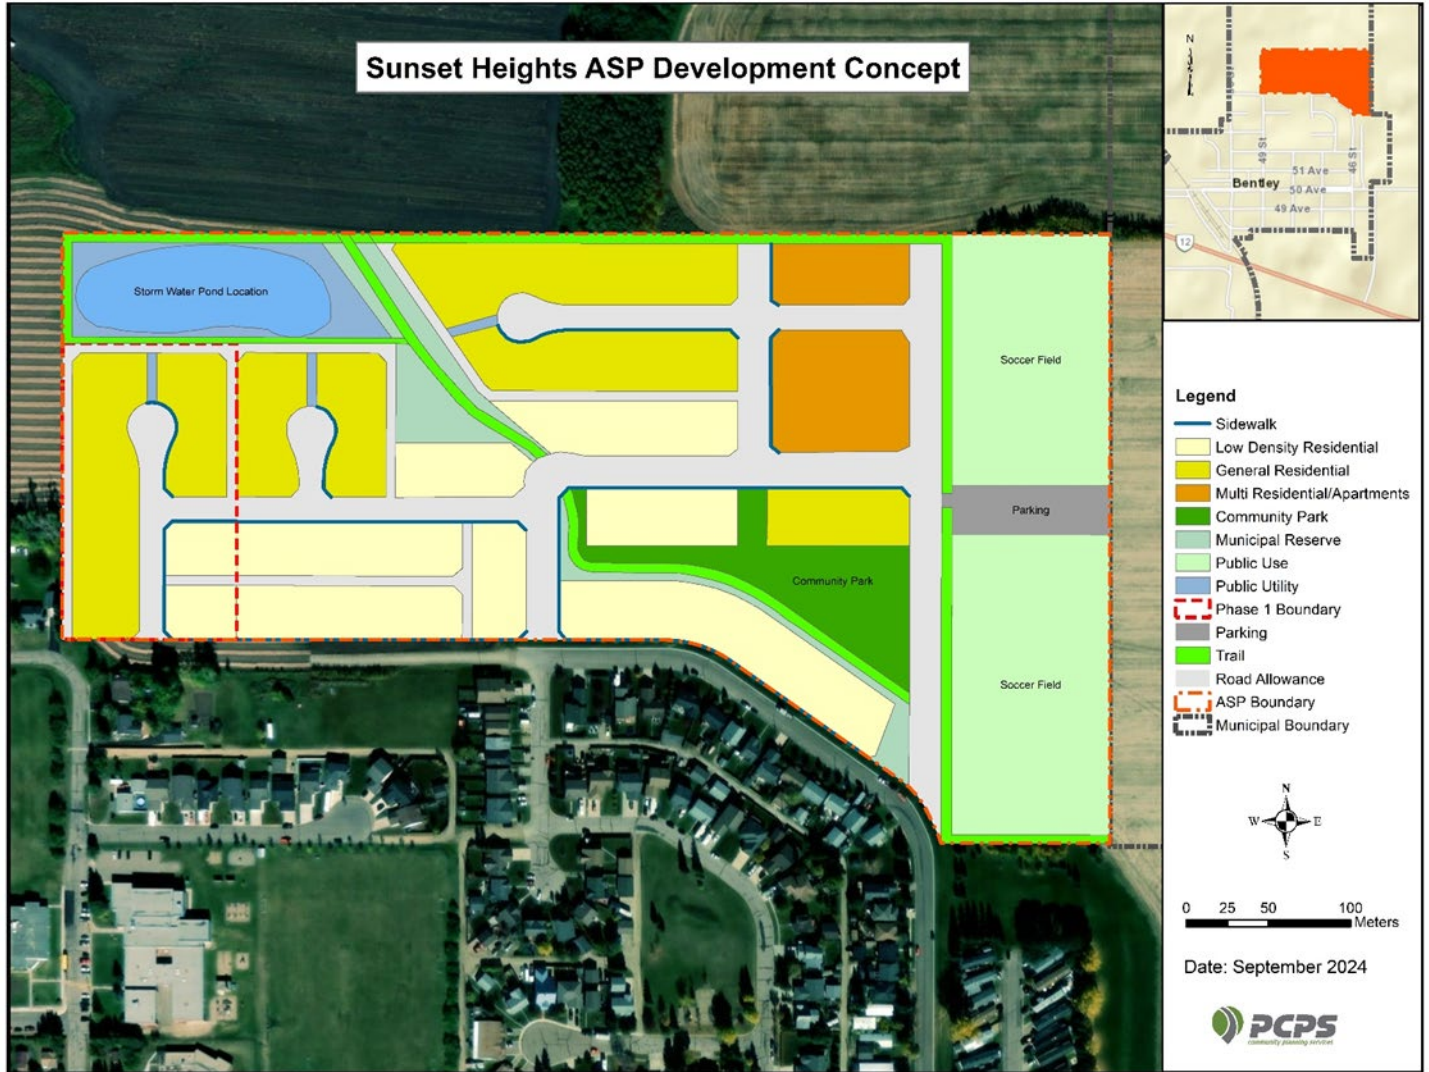 Sunset Heights ASP Development Concept
Storm Water Pond Location
Soccer Field
Parking
Community Park
Soccer Field
N
49 St
46 St
51 Ave
Bentley
50 Ave
49 Ave
12
Legend
Sidewalk
Low Density Residential
General Residential
Multi Residential/Apartments
Community Park
Municipal Reserve
Public Use
Public Utility
Phase 1 Boundary
Parking
Trail
Road Allowance
ASP Boundary
Municipal Boundary
N
W E
S
0 25 50 100
Meters
Date: September 2024
PCPS
community planning services